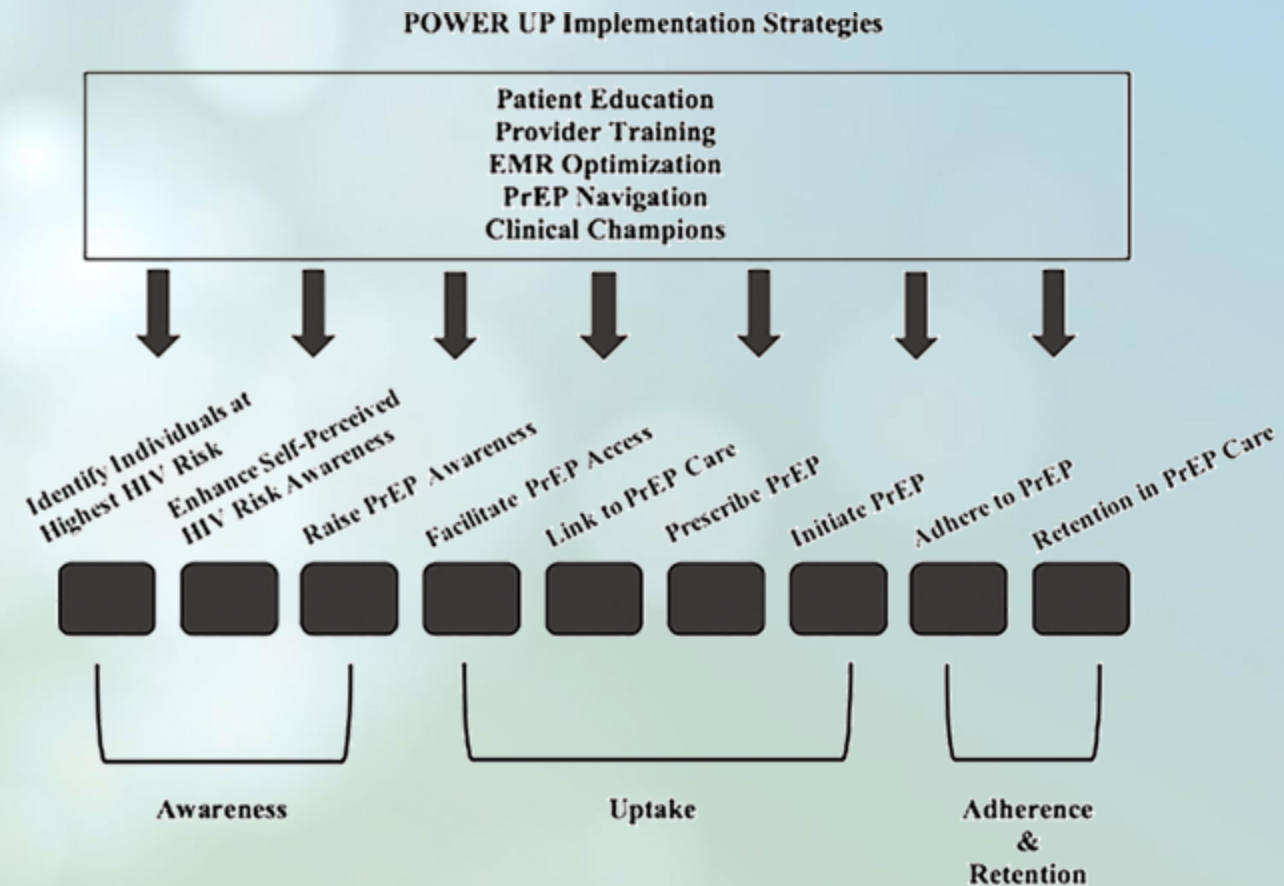 POWER UP Implementation Strategies
Patient Education
Provider Training
EMR Optimization
PrEP Navigation
Clinical Champions
Identify Individuals at
Highest HIV Risk
Enhance Self-Perceived
HIV Risk Awareness
Raise PrEP Awareness
Facilitate PrEP Access
Link to PrEP Care
Prescribe PrEP
Initiate PrEP
Adhere to PrEP
Retention in PrEP Care
Awareness
Uptake
Adherence
&
Retention